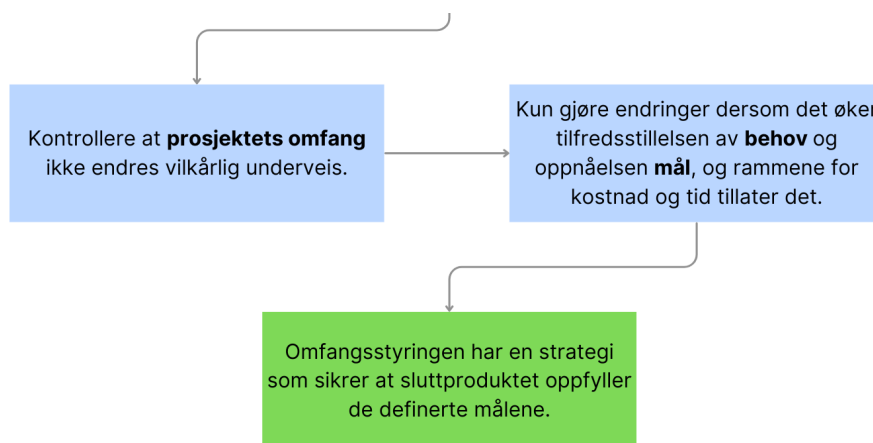 Kontrollere at prosjektets omfang
ikke endres vilkårlig underveis.
Kun gjøre endringer dersom det øker
tilfredsstillelsen av behov og
oppnåelsen mål, og rammene for
kostnad og tid tillater det.
Omfangsstyringen har en strategi
som sikrer at sluttproduktet oppfyller
de definerte målene.